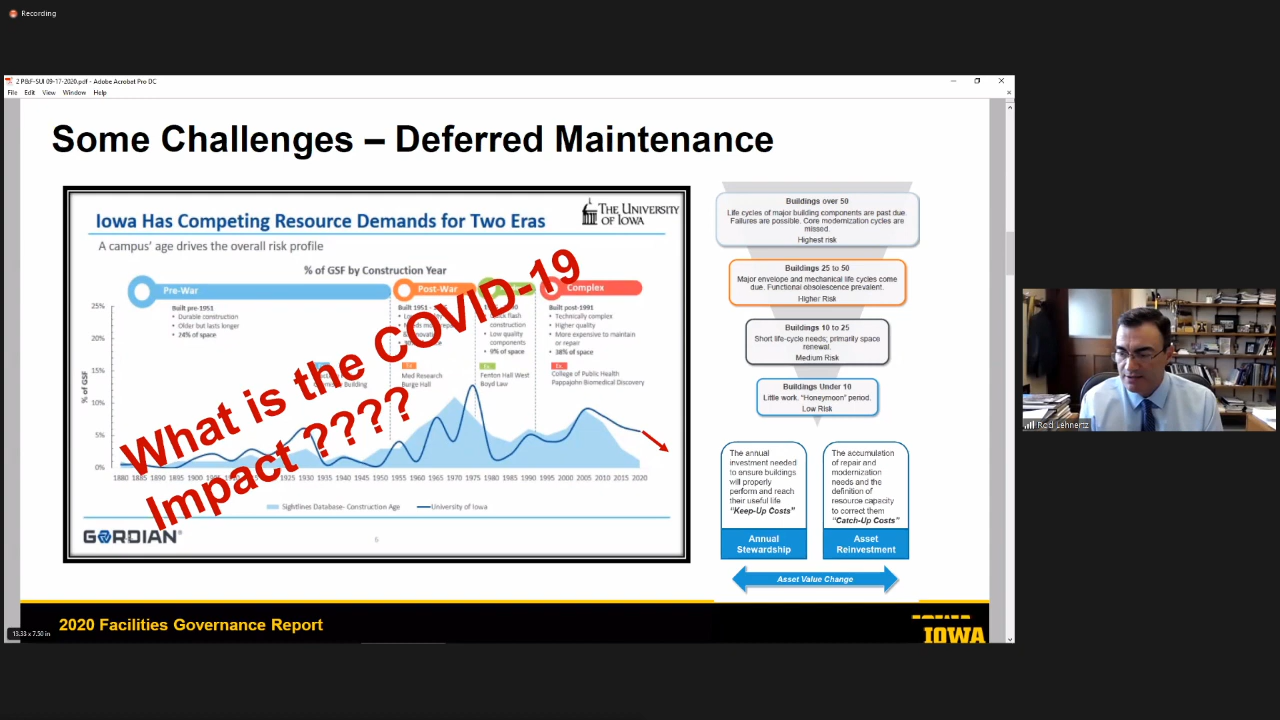 Recording
2 P&F-SUI 09-17-2020.pdf - Adobe Acrobat Pro DC
File Edit View Window Help
Some Challenges – Deferred Maintenance
Iowa Has Competing Resource Demands for Two Eras
THE UNIVERSITY
OF IOWA
A campus' age drives the overall risk profile
% of GSF by Construction Year
Pre-War
Post-War
Complex
Built pre-1951
• Durable construction
• Older but lasts longer
• 24% of space
Built 1951 -
construction
• Low quality
components
• 9% of space
Built post-1991
• Technically complex
• Higher quality
• More expensive to maintain
or repair
• 38% of space
Ex.
Building
Med Research
Burge Hall
Fenton Hall West
Boyd Law
College of Public Health
Pappajohn Biomedical Discovery
What is the COVID-19
Impact ????
% of GSF
25%
20%
15%
10%
5%
0%
1880 1885 1890 1895 1900 1905 1910 1915 1920 1925 1930 1935 1940 1945 1950 1955 1960 1965 1970 1975 1980 1985 1990 1995 2000 2005 2010 2015 2020
Sightlines Database- Construction Age
University of Iowa
GORDIAN®
6
Buildings over 50
Life cycles of major building components are past due.
Failures are possible. Core modernization cycles are
missed.
Highest risk
Buildings 25 to 50
Major envelope and mechanical life cycles come
due. Functional obsolescence prevalent.
Higher Risk
Buildings 10 to 25
Short life-cycle needs; primarily space
renewal.
Medium Risk
Buildings Under 10
Little work. "Honeymoon" period.
Low Risk
The annual
investment needed
to ensure buildings
will properly
perform and reach
their useful life
"Keep-Up Costs"
Annual
Stewardship
The accumulation
of repair and
modernization
needs and the
definition of
resource capacity
to correct them
"Catch-Up Costs"
Asset
Reinvestment
Asset Value Change
2020 Facilities Governance Report
IOWA
13.33 x 7.50 in
Rod Lehnertz